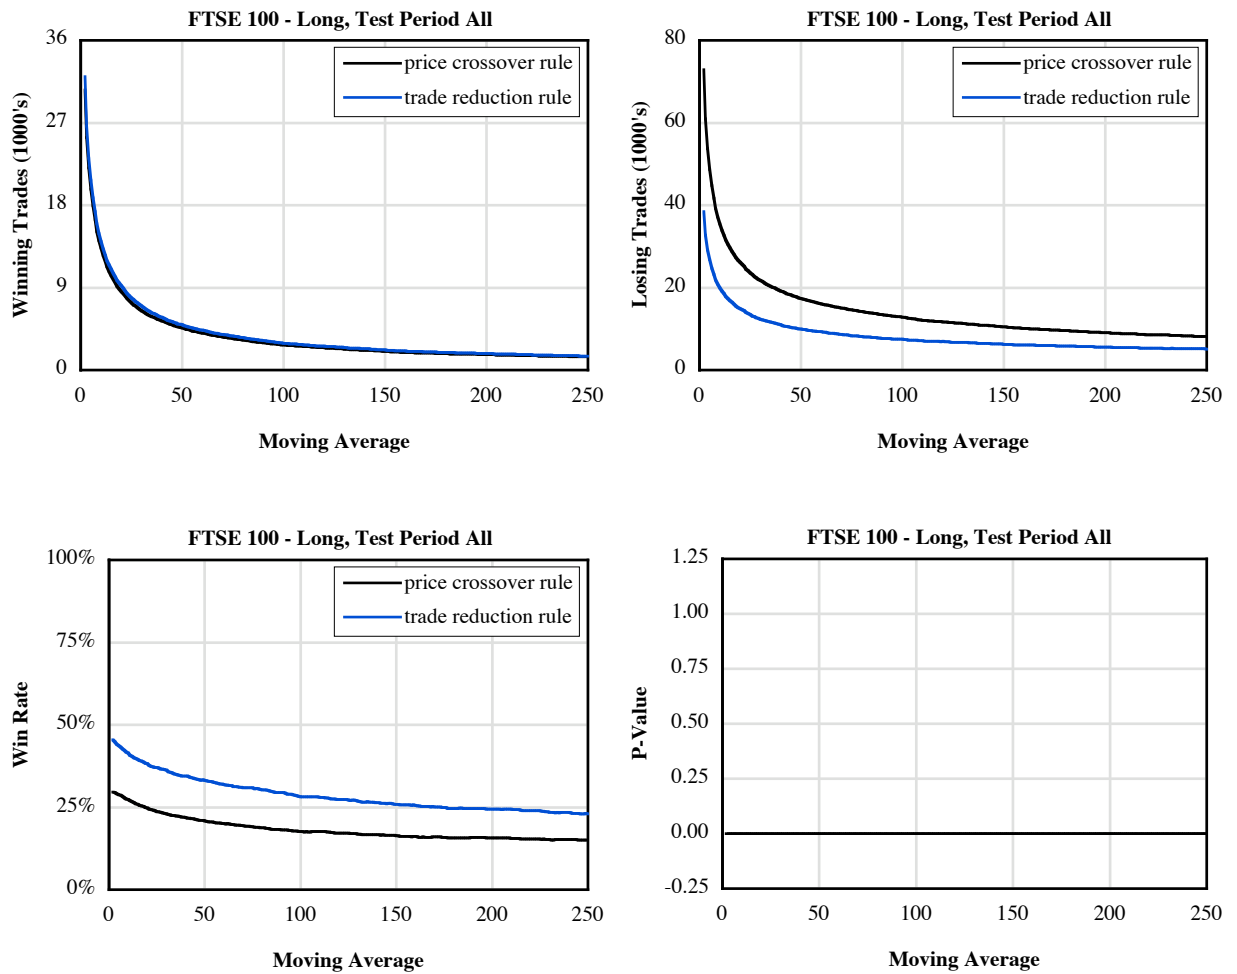 FTSE 100 - Long, Test Period All
Winning Trades (1000's)
36
27
18
9
0
price crossover rule
trade reduction rule
0 50 100 150 200 250
Moving Average
FTSE 100 - Long, Test Period All
Losing Trades (1000's)
80
60
40
20
0
price crossover rule
trade reduction rule
0 50 100 150 200 250
Moving Average
FTSE 100 - Long, Test Period All
Win Rate
100%
75%
50%
25%
0%
price crossover rule
trade reduction rule
0 50 100 150 200 250
Moving Average
FTSE 100 - Long, Test Period All
P-Value
1.25
1.00
0.75
0.50
0.25
0.00
-0.25
0 50 100 150 200 250
Moving Average